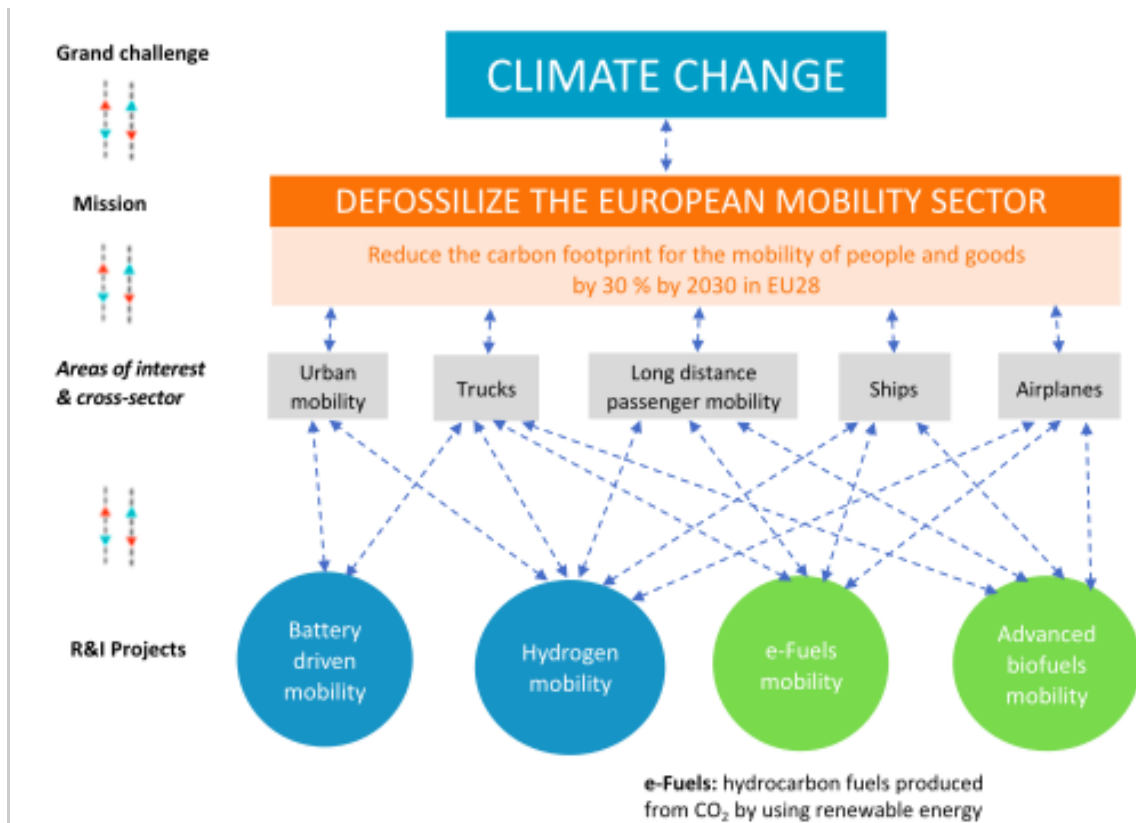 Grand challenge
CLIMATE CHANGE
Mission
DEFOSSILIZE THE EUROPEAN MOBILITY SECTOR
Reduce the carbon footprint for the mobility of people and goods
by 30 % by 2030 in EU28
Areas of interest
& cross-sector
Urban
mobility
Trucks
Long distance
passenger mobility
Ships
Airplanes
R&I Projects
Battery
driven
mobility
Hydrogen
mobility
e-Fuels
mobility
Advanced
biofuels
mobility
e-Fuels: hydrocarbon fuels produced
from CO₂ by using renewable energy